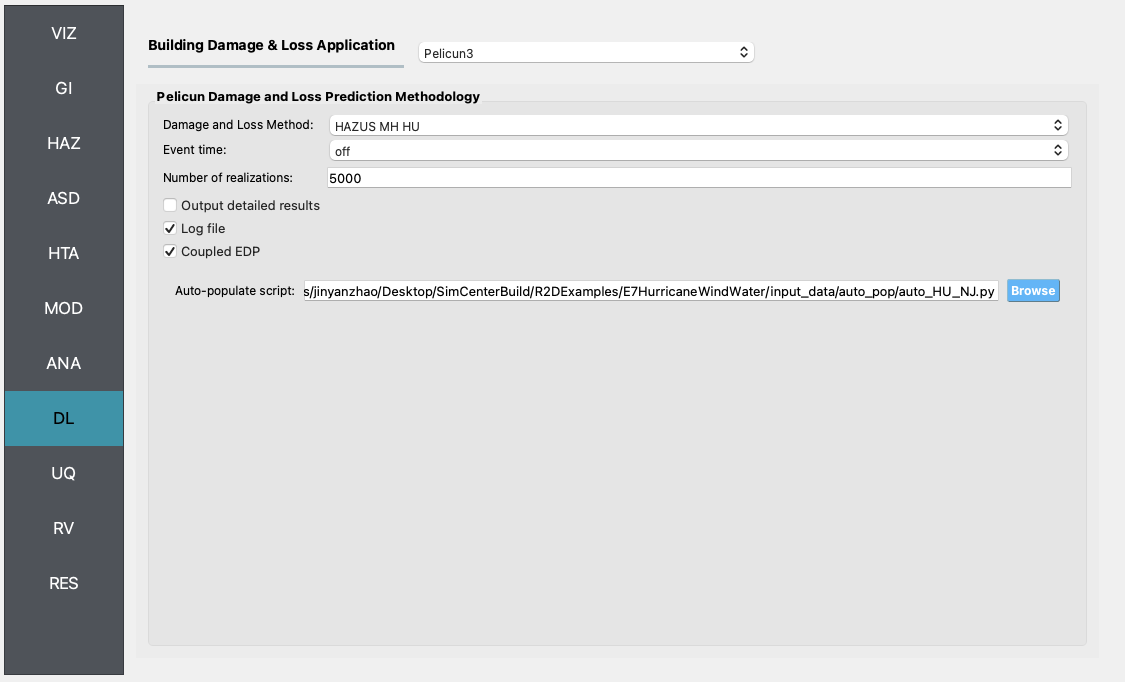 VIZ
GI
HAZ
ASD
HTA
MOD
ANA
DL
UQ
RV
RES
Building Damage & Loss Application
Pelicun3
Pelicun Damage and Loss Prediction Methodology
Damage and Loss Method: HAZUS MH HU
Event time: off
Number of realizations: 5000
Output detailed results
Log file
Coupled EDP
Auto-populate script: s/jinyanzhao/Desktop/SimCenterBuild/R2DExamples/E7HurricaneWindWater/input_data/auto_pop/auto_HU_NJ.py Browse